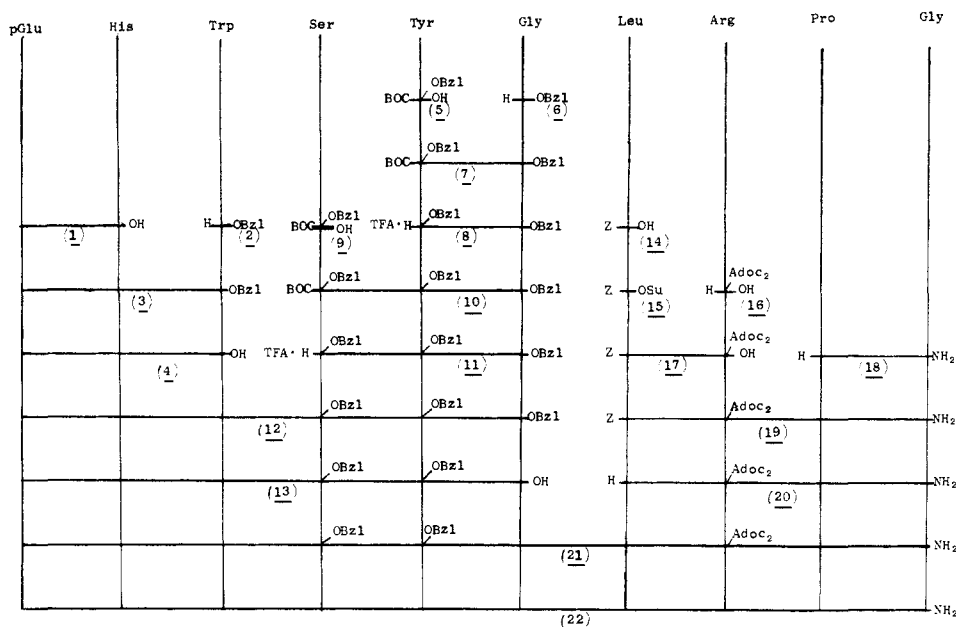 pGlu His Trp Ser Tyr Gly Leu Arg Pro Gly
OBzl
BOC OH H OBzl
(5) (6)
OBzl
BOC OBzl
(7)
OBzl OBzl
OH H OBzl BOC OH TFA·H OBzl Z OH
(1) (2) (9) (8) (14)
OBzl OBzl Adoc2
OBzl BOC OBzl Z OSu H OH
(3) (10) (15) (16)
OBzl OBzl Adoc2
OH TFA·H OBzl Z OH H NH2
(4) (11) (17) (18)
OBzl OBzl Adoc2
OBzl Z NH2
(12) (19)
OBzl OBzl Adoc2
OH H NH2
(13) (20)
OBzl OBzl Adoc2
NH2
(21)
NH2
(22)